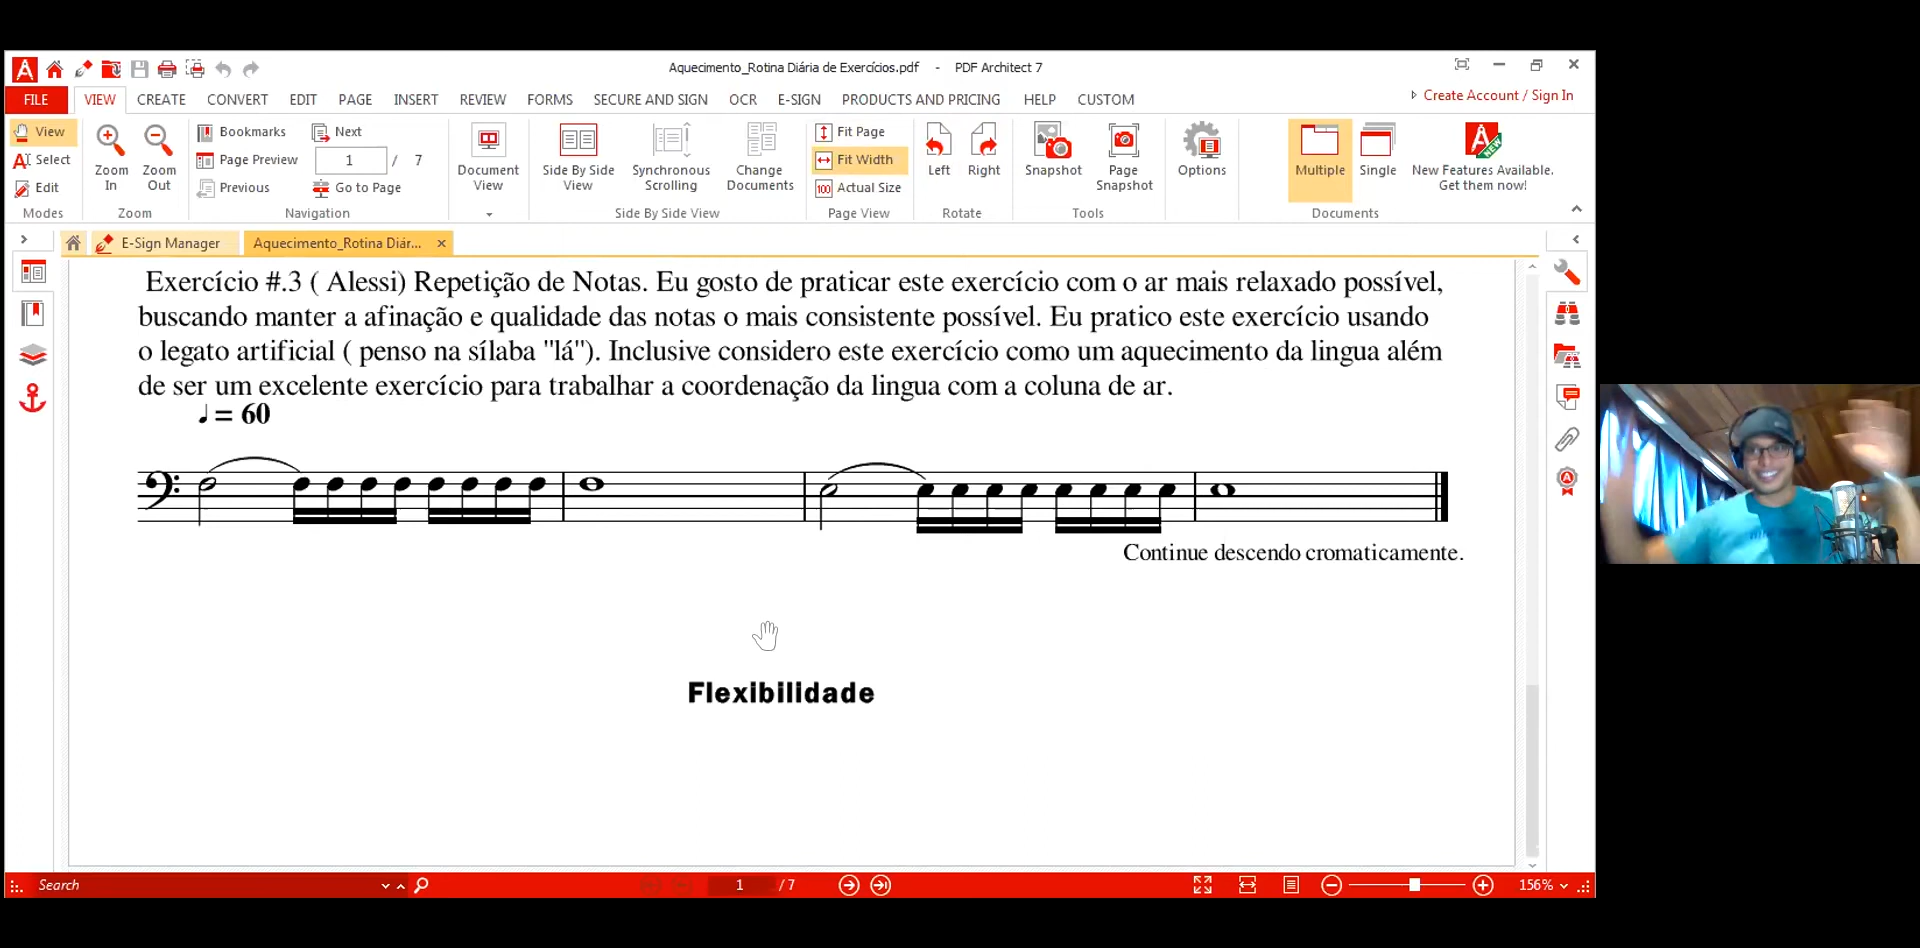 Aquecimento_Rotina Diária de Exercícios.pdf - PDF Architect 7
FILE VIEW CREATE CONVERT EDIT PAGE INSERT REVIEW FORMS SECURE AND SIGN OCR E-SIGN PRODUCTS AND PRICING HELP CUSTOM Create Account / Sign In
View
Select
Edit
Modes
Zoom In
Zoom Out
Zoom
Bookmarks
Page Preview
Previous
Next
1 / 7
Go to Page
Navigation
Document View
Side By Side View
Synchronous Scrolling
Change Documents
Side By Side View
Fit Page
Fit Width
100 Actual Size
Page View
Left
Right
Rotate
Snapshot
Page Snapshot
Tools
Options
Multiple
Single
Documents
NEW
New Features Available. Get them now!
E-Sign Manager
Aquecimento_Rotina Diár...
Exercício #.3 ( Alessi) Repetição de Notas. Eu gosto de praticar este exercício com o ar mais relaxado possível,
buscando manter a afinação e qualidade das notas o mais consistente possível. Eu pratico este exercício usando
o legato artificial ( penso na sílaba "lá"). Inclusive considero este exercício como um aquecimento da lingua além
de ser um excelente exercício para trabalhar a coordenação da lingua com a coluna de ar.
♩ = 60
Continue descendo cromaticamente.
Flexibilidade
Search
1 / 7
156%